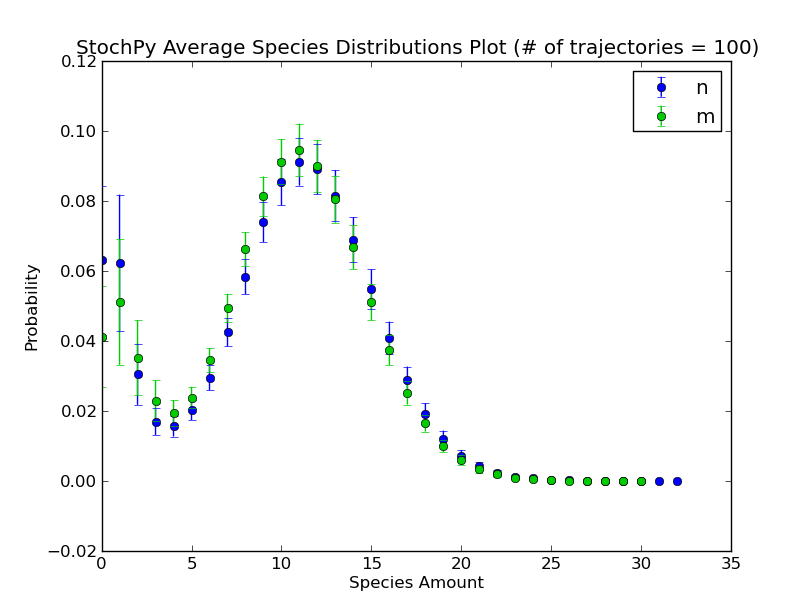 StochPy Average Species Distributions Plot (# of trajectories = 100)
0.12
0.10
0.08
0.06
0.04
0.02
0.00
−0.02
Probability
n
m
0 5 10 15 20 25 30 35
Species Amount